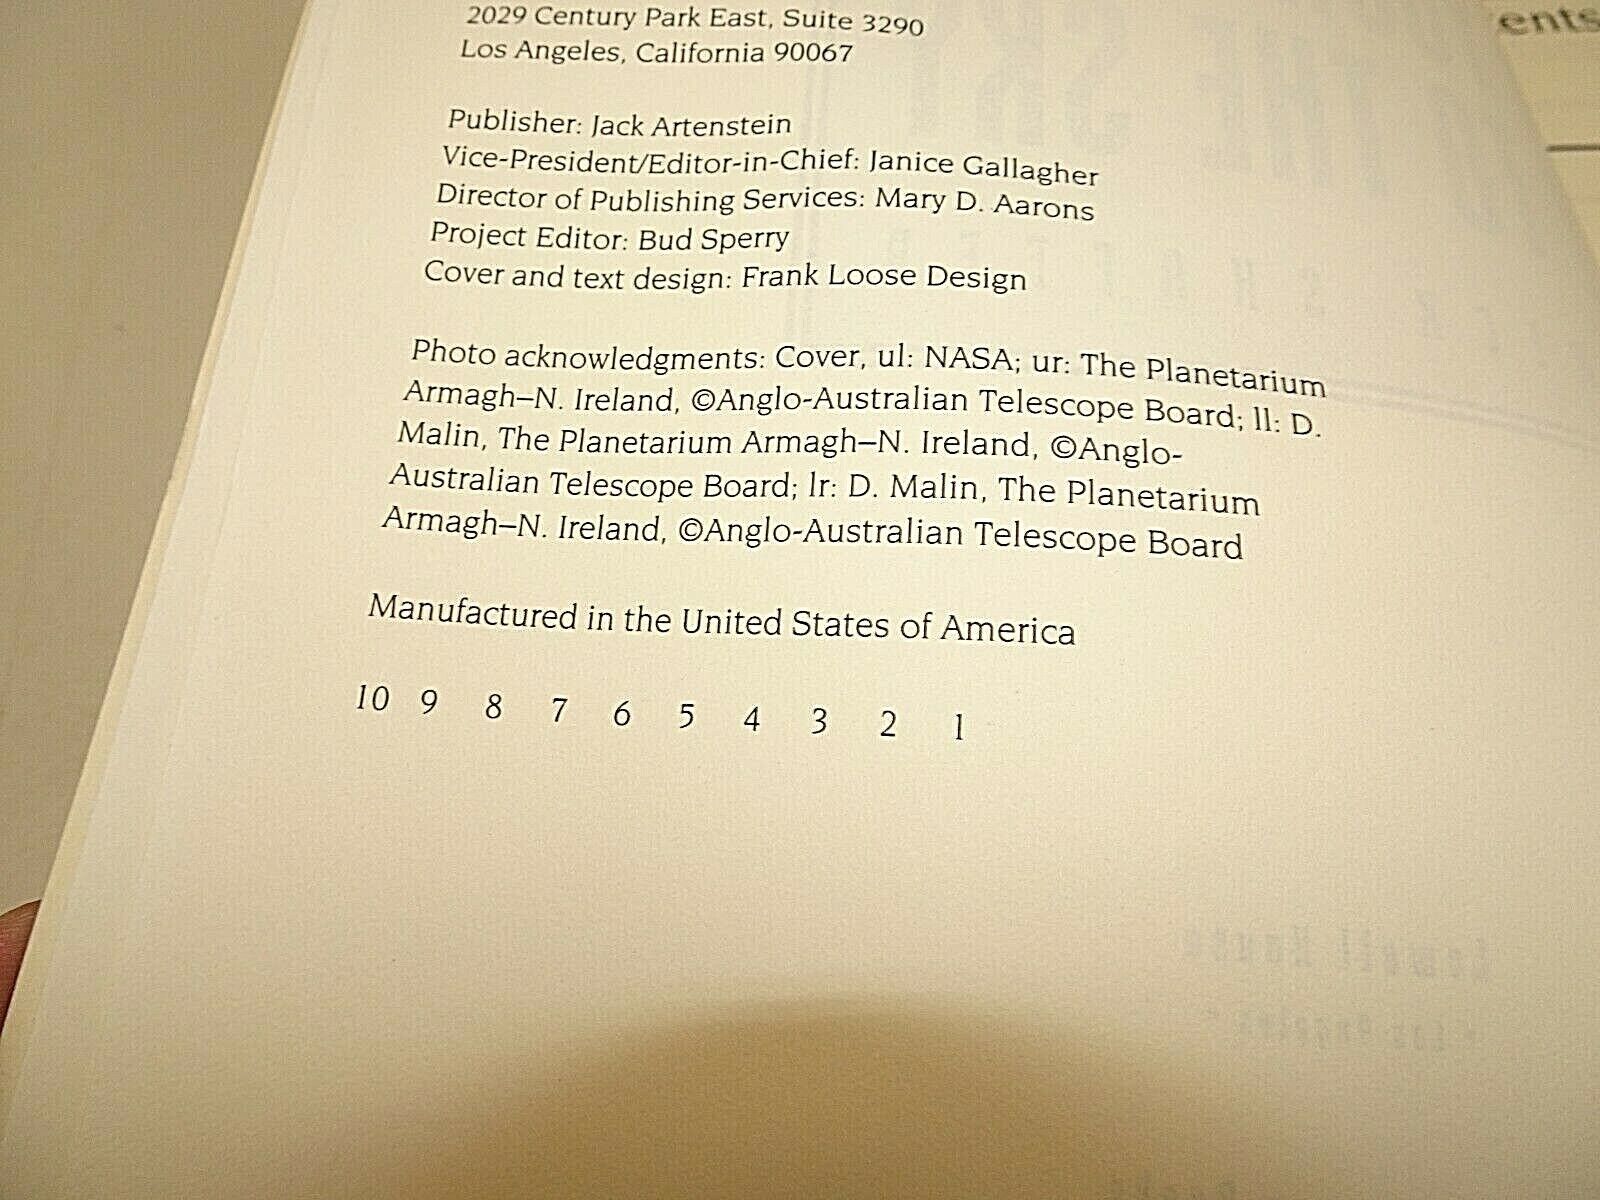 2029 Century Park East, Suite 3290
Los Angeles, California 90067
Publisher: Jack Artenstein
Vice-President/Editor-in-Chief: Janice Gallagher
Director of Publishing Services: Mary D. Aarons
Project Editor: Bud Sperry
Cover and text design: Frank Loose Design
Photo acknowledgments: Cover, ul: NASA; ur: The Planetarium
Armagh–N. Ireland, ©Anglo-Australian Telescope Board; ll: D.
Malin, The Planetarium Armagh–N. Ireland, ©Anglo-
Australian Telescope Board; lr: D. Malin, The Planetarium
Armagh–N. Ireland, ©Anglo-Australian Telescope Board
Manufactured in the United States of America
10 9 8 7 6 5 4 3 2 1
ents